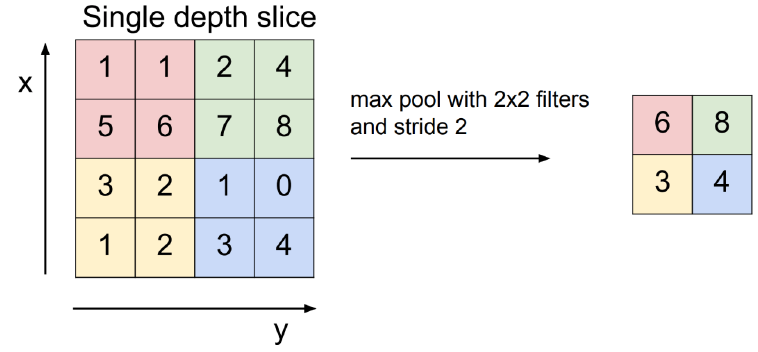 Single depth slice
x
1 1 2 4
5 6 7 8
3 2 1 0
1 2 3 4
y
max pool with 2x2 filters
and stride 2
6 8
3 4